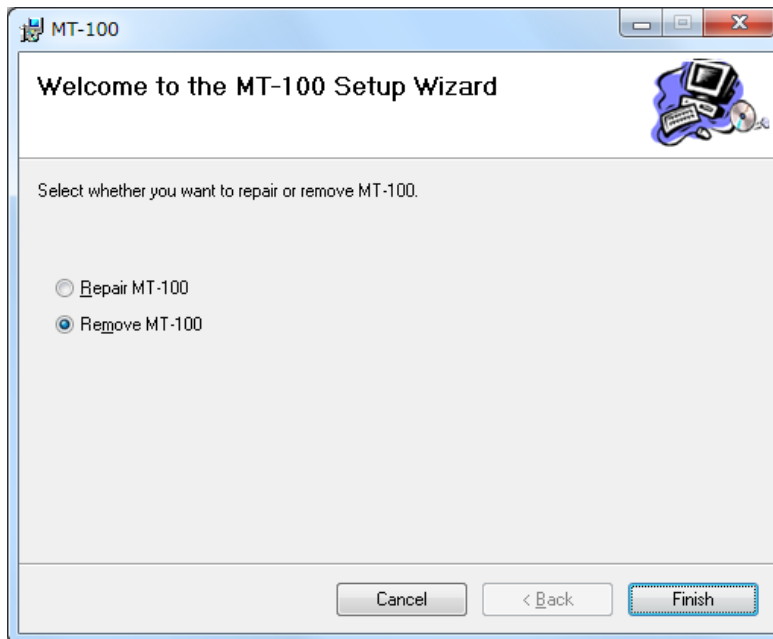 MT-100
Welcome to the MT-100 Setup Wizard
Select whether you want to repair or remove MT-100.
Repair MT-100
Remove MT-100
Cancel
< Back
Finish